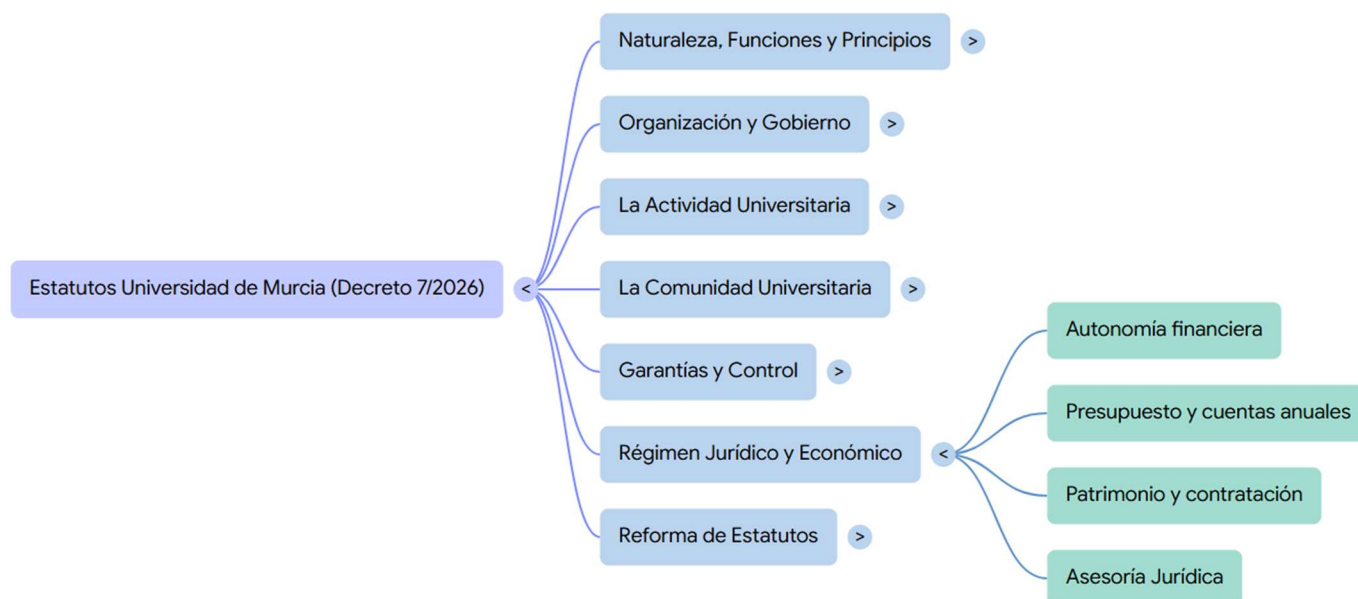 Naturaleza, Funciones y Principios >
Organización y Gobierno >
La Actividad Universitaria >
Estatutos Universidad de Murcia (Decreto 7/2026) <
La Comunidad Universitaria >
Garantías y Control >
Régimen Jurídico y Económico <
Reforma de Estatutos >
Autonomía financiera
Presupuesto y cuentas anuales
Patrimonio y contratación
Asesoría Jurídica